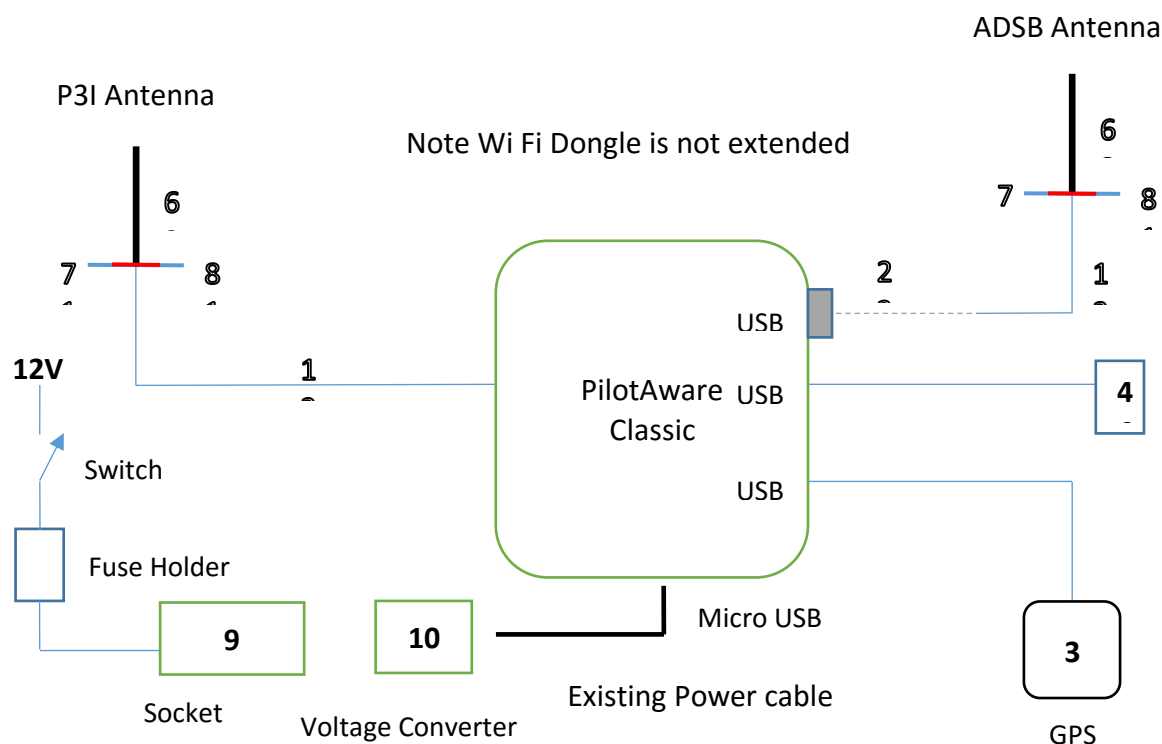 ADSB Antenna
P3I Antenna
Note Wi Fi Dongle is not extended
6
6
7
8
7
8
2
1
USB
12V
1
PilotAware
Classic
USB
4
Switch
USB
Fuse Holder
Micro USB
9
10
3
Existing Power cable
Socket
Voltage Converter
GPS